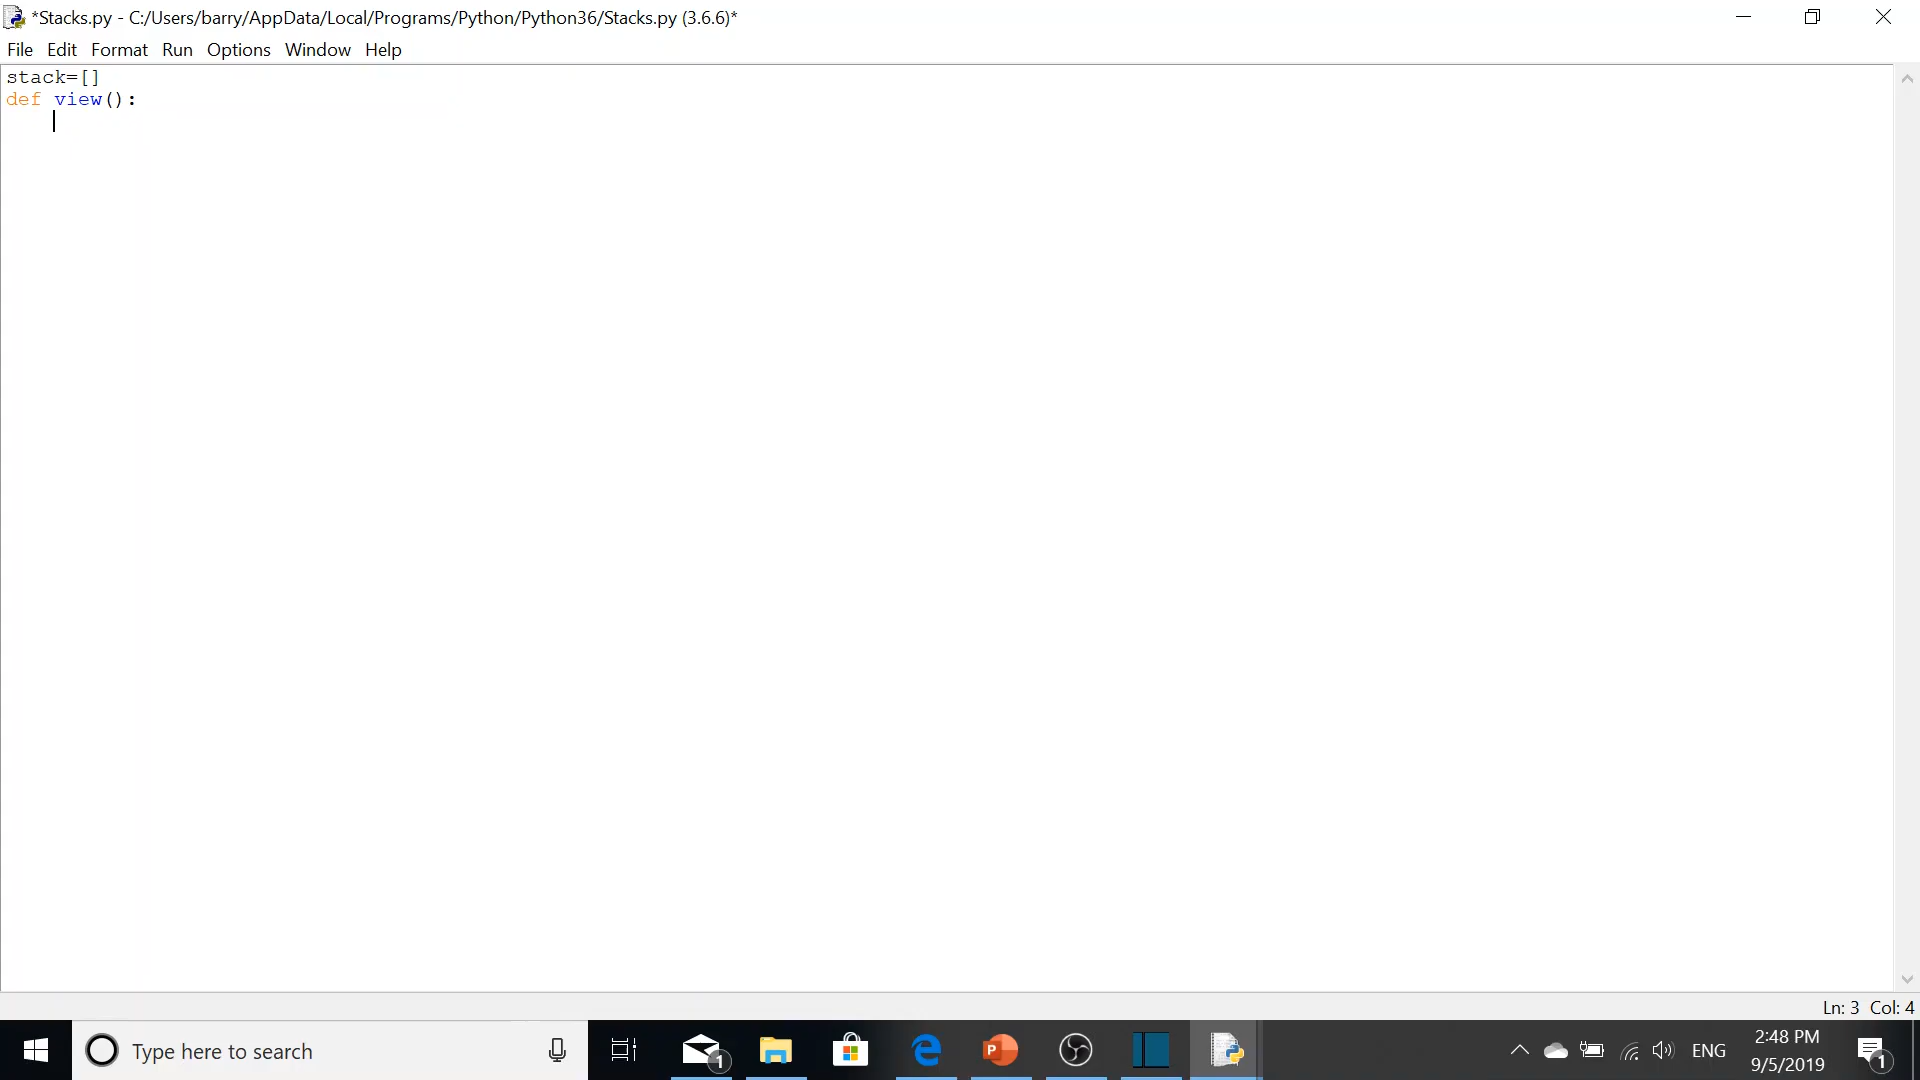 *Stacks.py - C:/Users/barry/AppData/Local/Programs/Python/Python36/Stacks.py (3.6.6)*
File Edit Format Run Options Window Help
stack=[]
def view():
Ln: 3 Col: 4
Type here to search
1
P
ENG
2:48 PM
9/5/2019
1